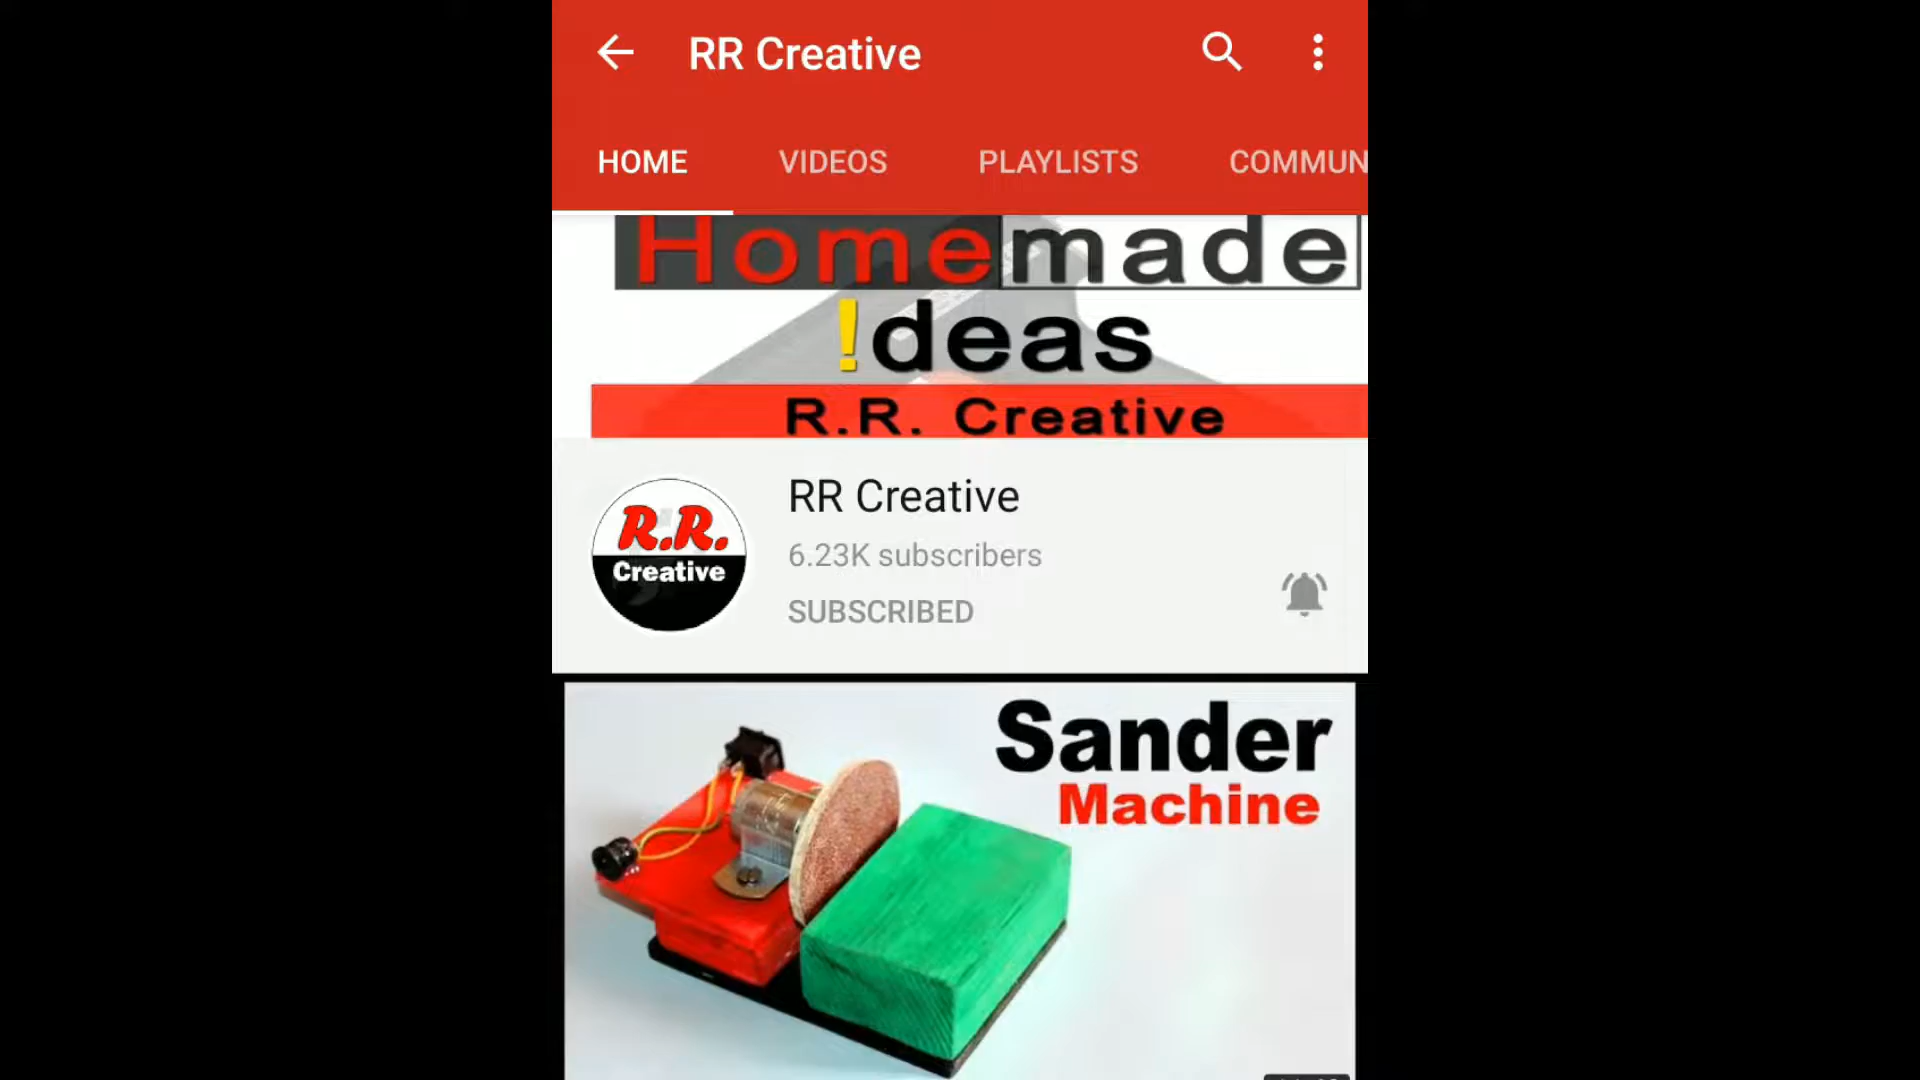 RR Creative
HOME VIDEOS PLAYLISTS COMMUN
Homemade
!deas
R.R. Creative
R.R.
Creative
RR Creative
6.23K subscribers
SUBSCRIBED
Sander
Machine